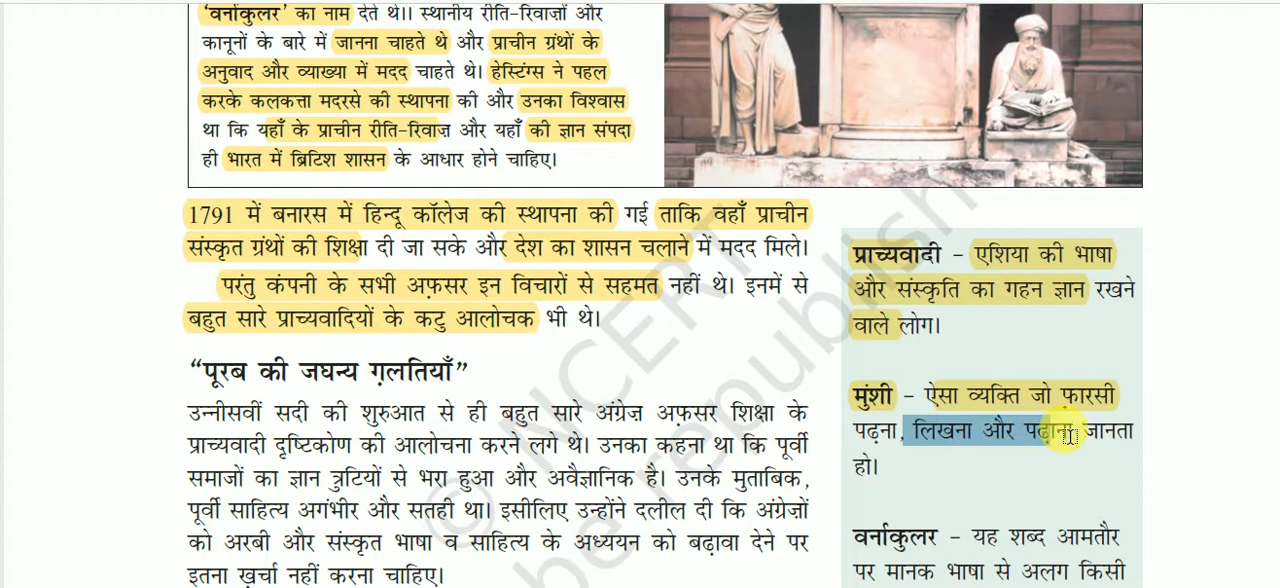 'वर्नाकुलर' का नाम देते थे।। स्थानीय रीति-रिवाज़ों और
कानूनों के बारे में जानना चाहते थे और प्राचीन ग्रंथों के
अनुवाद और व्याख्या में मदद चाहते थे। हेस्टिंग्स ने पहल
करके कलकत्ता मदरसे की स्थापना की और उनका विश्वास
था कि यहाँ के प्राचीन रीति-रिवाज और यहाँ की ज्ञान संपदा
ही भारत में ब्रिटिश शासन के आधार होने चाहिए।
1791 में बनारस में हिन्दू कॉलेज की स्थापना की गई ताकि वहाँ प्राचीन
संस्कृत ग्रंथों की शिक्षा दी जा सके और देश का शासन चलाने में मदद मिले।
परंतु कंपनी के सभी अफ़सर इन विचारों से सहमत नहीं थे। इनमें से
बहुत सारे प्राच्यवादियों के कटु आलोचक भी थे।
"पूरब की जघन्य ग़लतियाँ"
उन्नीसवीं सदी की शुरुआत से ही बहुत सारे अंग्रेज अफ़सर शिक्षा के
प्राच्यवादी दृष्टिकोण की आलोचना करने लगे थे। उनका कहना था कि पूर्वी
समाजों का ज्ञान त्रुटियों से भरा हुआ और अवैज्ञानिक है। उनके मुताबिक,
पूर्वी साहित्य अगंभीर और सतही था। इसीलिए उन्होंने दलील दी कि अंग्रेज़ों
को अरबी और संस्कृत भाषा व साहित्य के अध्ययन को बढ़ावा देने पर
इतना ख़र्चा नहीं करना चाहिए।
प्राच्यवादी – एशिया की भाषा
और संस्कृति का गहन ज्ञान रखने
वाले लोग।
मुंशी – ऐसा व्यक्ति जो फ़ारसी
पढ़ना, लिखना और पढ़ाना जानता
हो।
वर्नाकुलर – यह शब्द आमतौर
पर मानक भाषा से अलग किसी
© NCERT
be republish